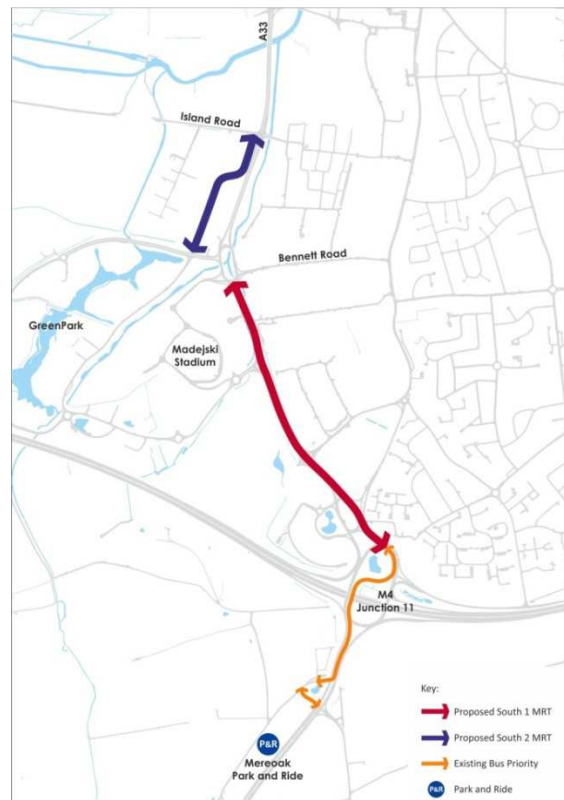 A33
Island Road
Bennett Road
GreenPark
Madejski
Stadium
M4
Junction 11
P&R
Mereoak
Park and Ride
Key:
Proposed South 1 MRT
Proposed South 2 MRT
Existing Bus Priority
P&R Park and Ride